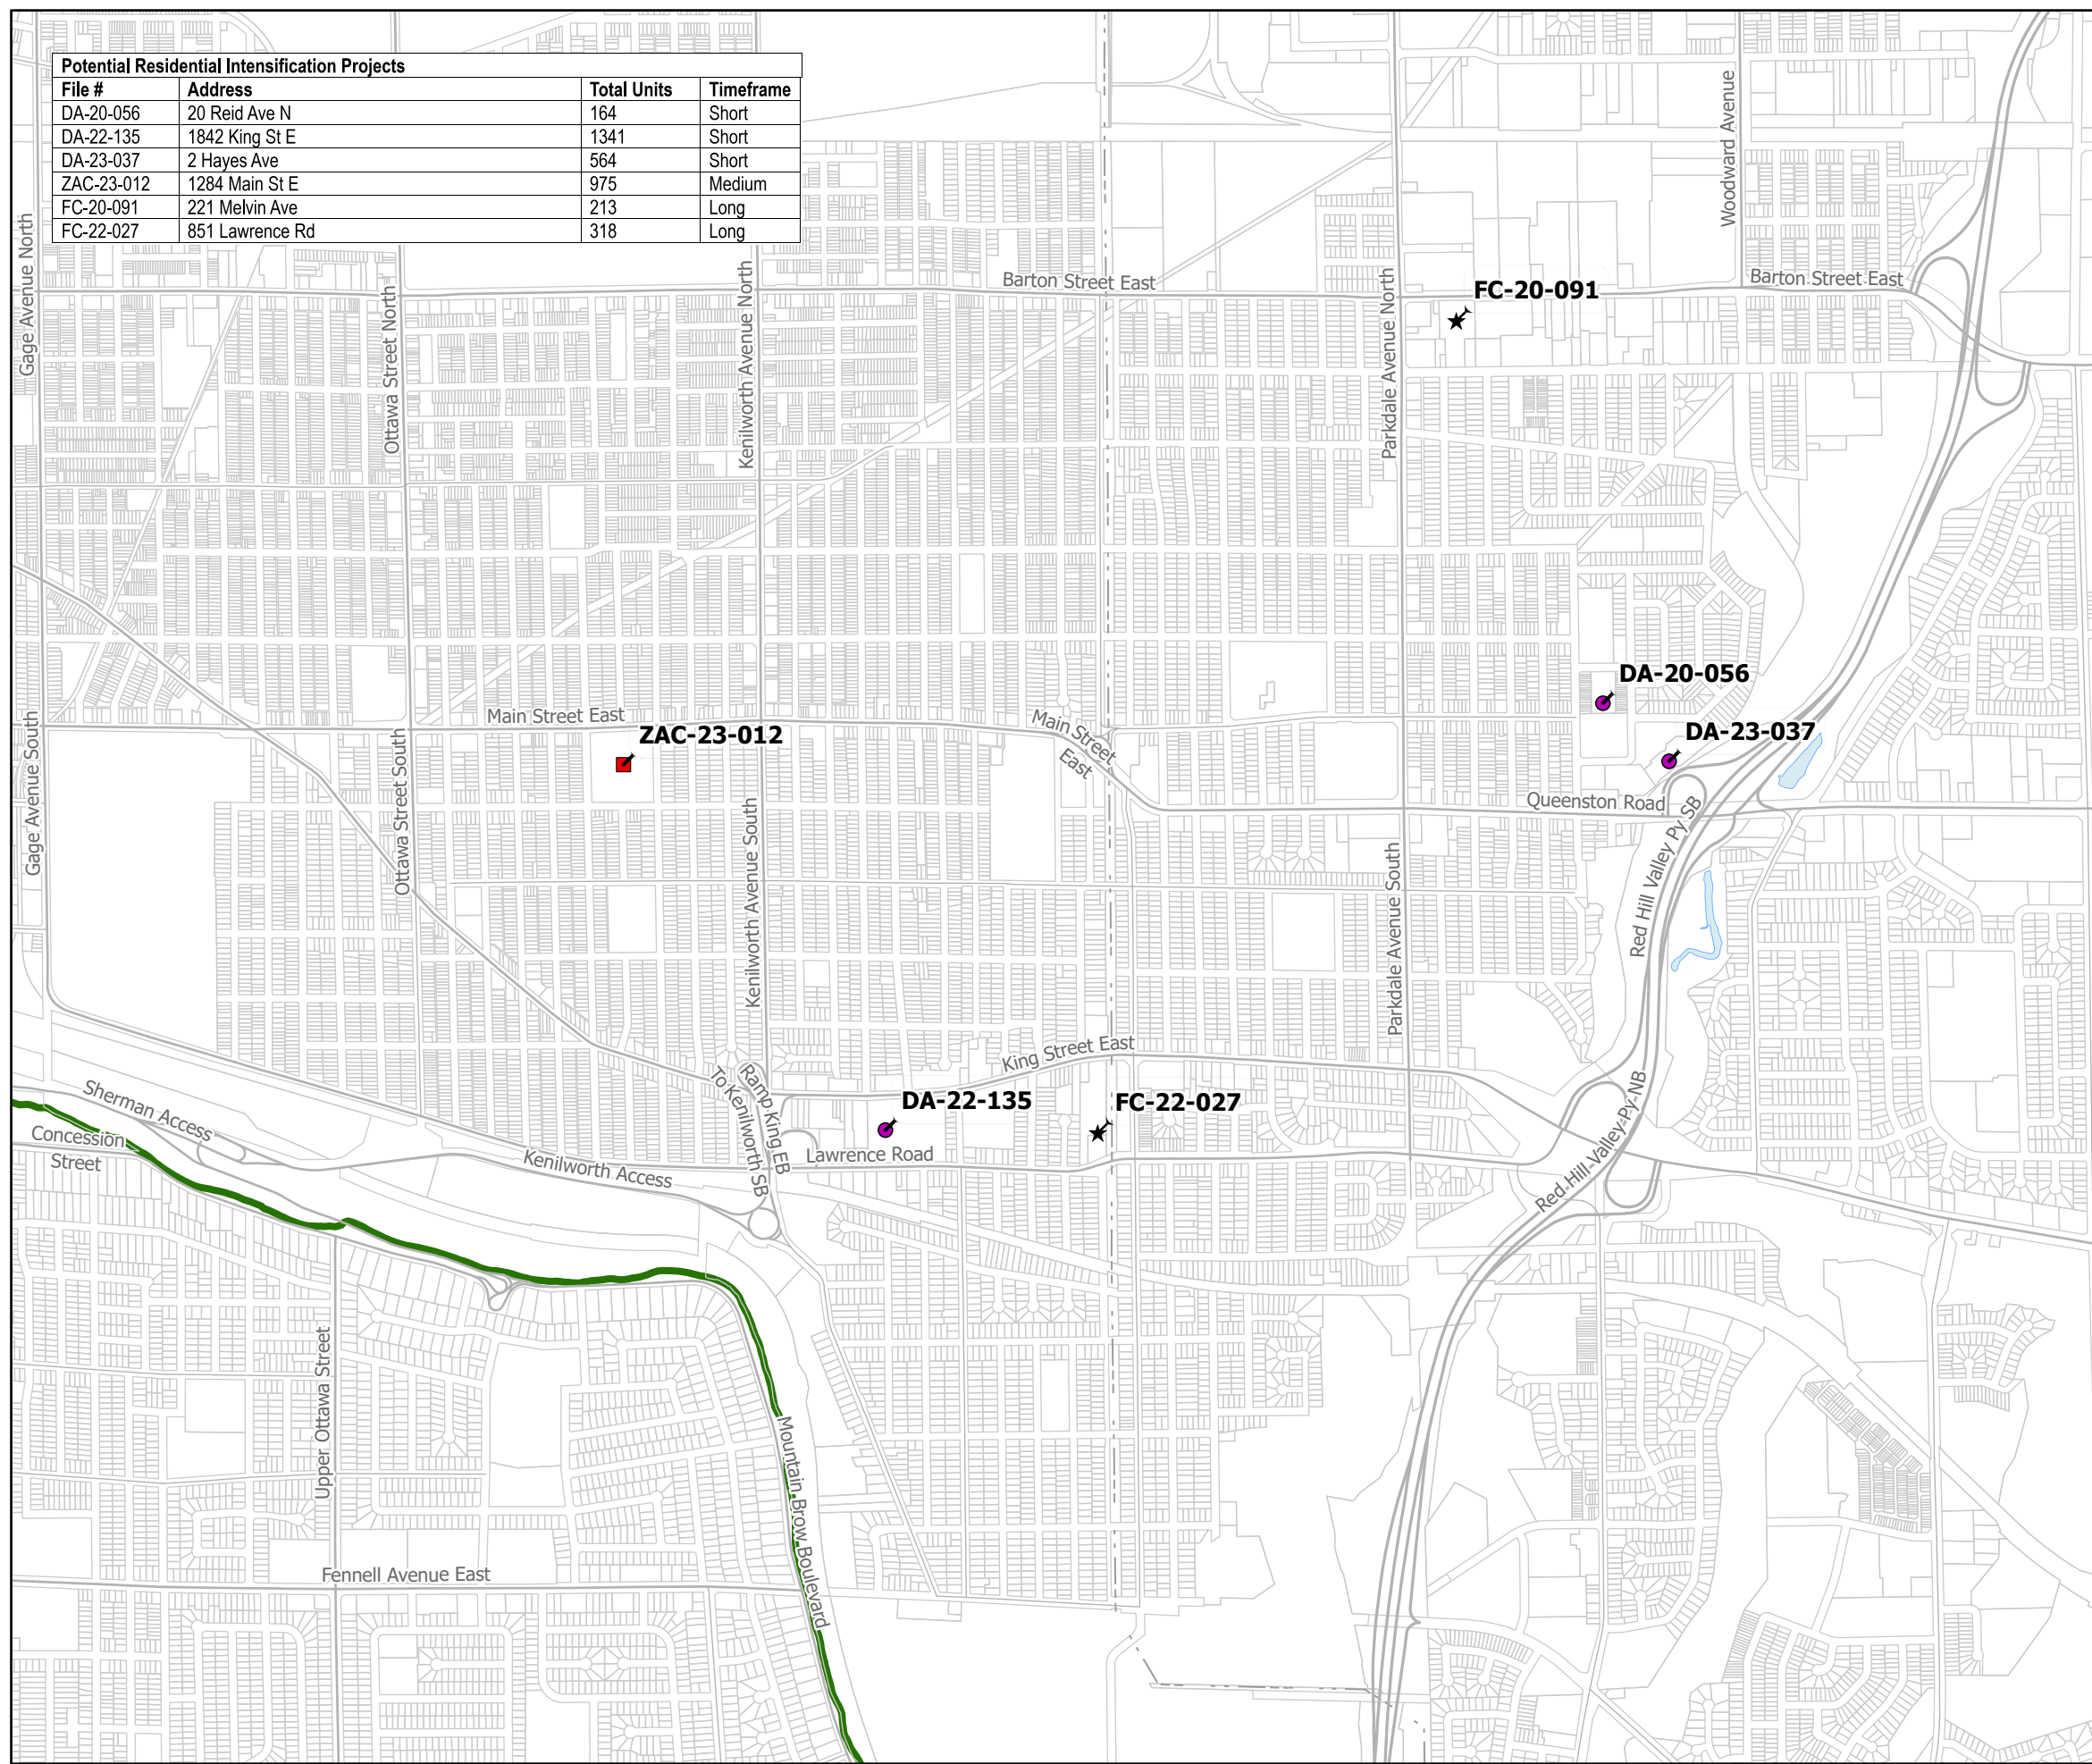 Potential Residential Intensification Projects
File # Address Total Units Timeframe
DA-20-056 20 Reid Ave N 164 Short
DA-22-135 1842 King St E 1341 Short
DA-23-037 2 Hayes Ave 564 Short
ZAC-23-012 1284 Main St E 975 Medium
FC-20-091 221 Melvin Ave 213 Long
FC-22-027 851 Lawrence Rd 318 Long
Woodward Avenue
Gage Avenue North
Ottawa Street North
Kenilworth Avenue North
Barton Street East
Parkdale Avenue North
FC-20-091
Barton Street East
DA-20-056
Main Street East
ZAC-23-012
Main Street
East
DA-23-037
Gage Avenue South
Ottawa Street South
Kenilworth Avenue South
Queenston Road
Red Hill Valley Py SB
Parkdale Avenue South
King Street East
Sherman Access
Concession
Street
Kenilworth Access
Ramp King EB
To Kenilworth SB
DA-22-135
FC-22-027
Lawrence Road
Red Hill Valley Py NB
Upper Ottawa Street
Mountain Brow Boulevard
Fennell Avenue East